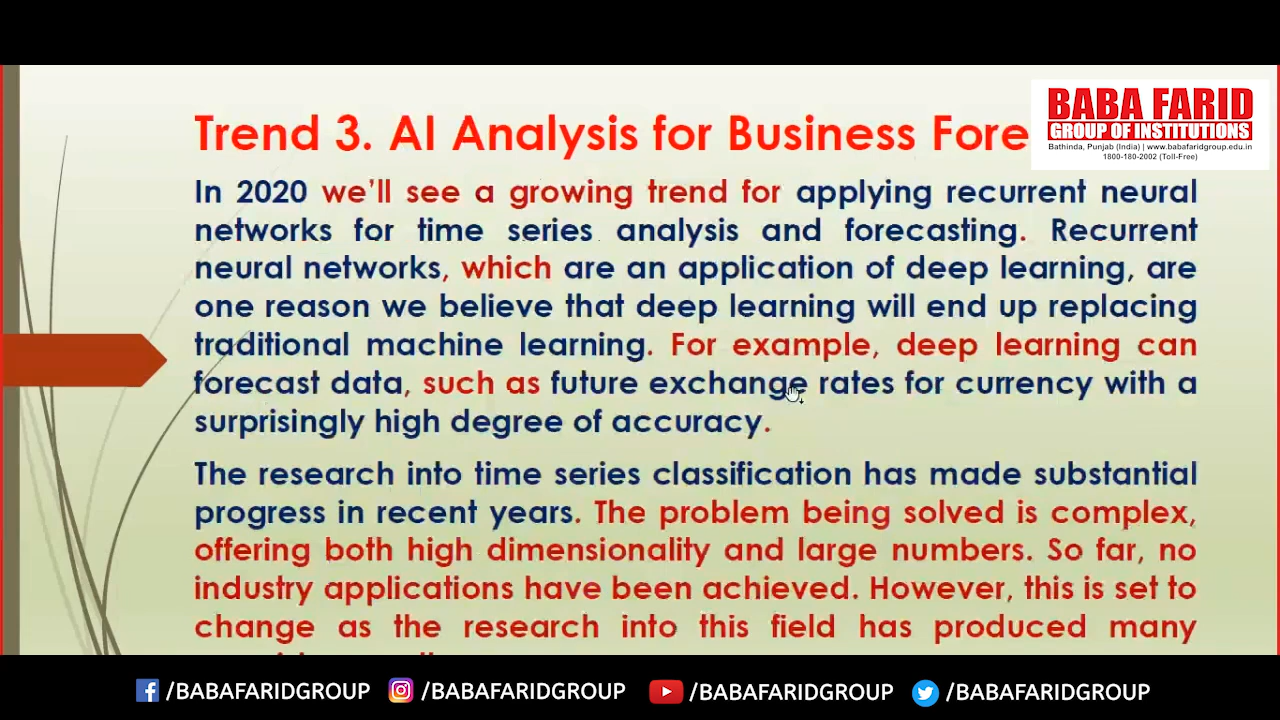 Trend 3. AI Analysis for Business Fore
BABA FARID
GROUP OF INSTITUTIONS
Bathinda, Punjab (India) | www.babafaridgroup.edu.in
1800-180-2002 (Toll-Free)
In 2020 we'll see a growing trend for applying recurrent neural
networks for time series analysis and forecasting. Recurrent
neural networks, which are an application of deep learning, are
one reason we believe that deep learning will end up replacing
traditional machine learning. For example, deep learning can
forecast data, such as future exchange rates for currency with a
surprisingly high degree of accuracy.
The research into time series classification has made substantial
progress in recent years. The problem being solved is complex,
offering both high dimensionality and large numbers. So far, no
industry applications have been achieved. However, this is set to
change as the research into this field has produced many
/BABAFARIDGROUP /BABAFARIDGROUP /BABAFARIDGROUP /BABAFARIDGROUP